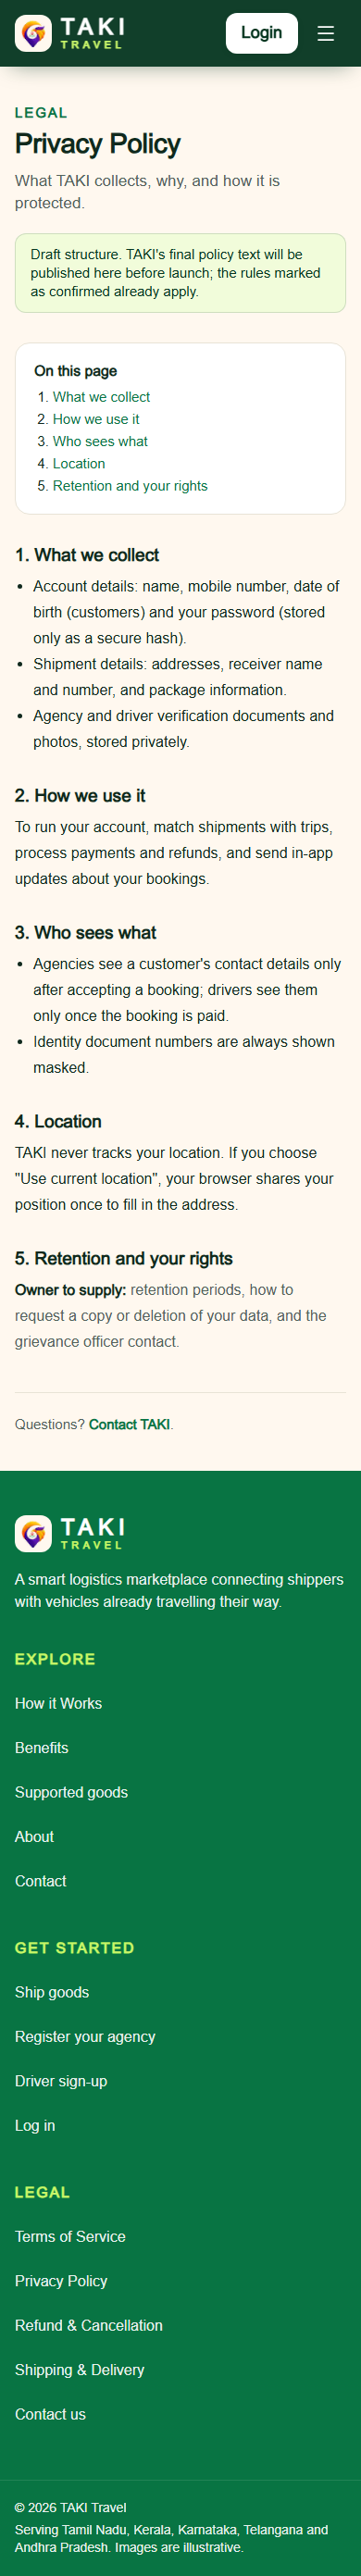 TAKI
TRAVEL
Login
LEGAL
Privacy Policy
What TAKI collects, why, and how it is
protected.
Draft structure. TAKI's final policy text will be
published here before launch; the rules marked
as confirmed already apply.
On this page
1. What we collect
2. How we use it
3. Who sees what
4. Location
5. Retention and your rights
1. What we collect
• Account details: name, mobile number, date of
birth (customers) and your password (stored
only as a secure hash).
• Shipment details: addresses, receiver name
and number, and package information.
• Agency and driver verification documents and
photos, stored privately.
2. How we use it
To run your account, match shipments with trips,
process payments and refunds, and send in-app
updates about your bookings.
3. Who sees what
• Agencies see a customer's contact details only
after accepting a booking; drivers see them
only once the booking is paid.
• Identity document numbers are always shown
masked.
4. Location
TAKI never tracks your location. If you choose
"Use current location", your browser shares your
position once to fill in the address.
5. Retention and your rights
Owner to supply: retention periods, how to
request a copy or deletion of your data, and the
grievance officer contact.
Questions? Contact TAKI.
TAKI
TRAVEL
A smart logistics marketplace connecting shippers
with vehicles already travelling their way.
EXPLORE
How it Works
Benefits
Supported goods
About
Contact
GET STARTED
Ship goods
Register your agency
Driver sign-up
Log in
LEGAL
Terms of Service
Privacy Policy
Refund & Cancellation
Shipping & Delivery
Contact us
© 2026 TAKI Travel
Serving Tamil Nadu, Kerala, Karnataka, Telangana and
Andhra Pradesh. Images are illustrative.